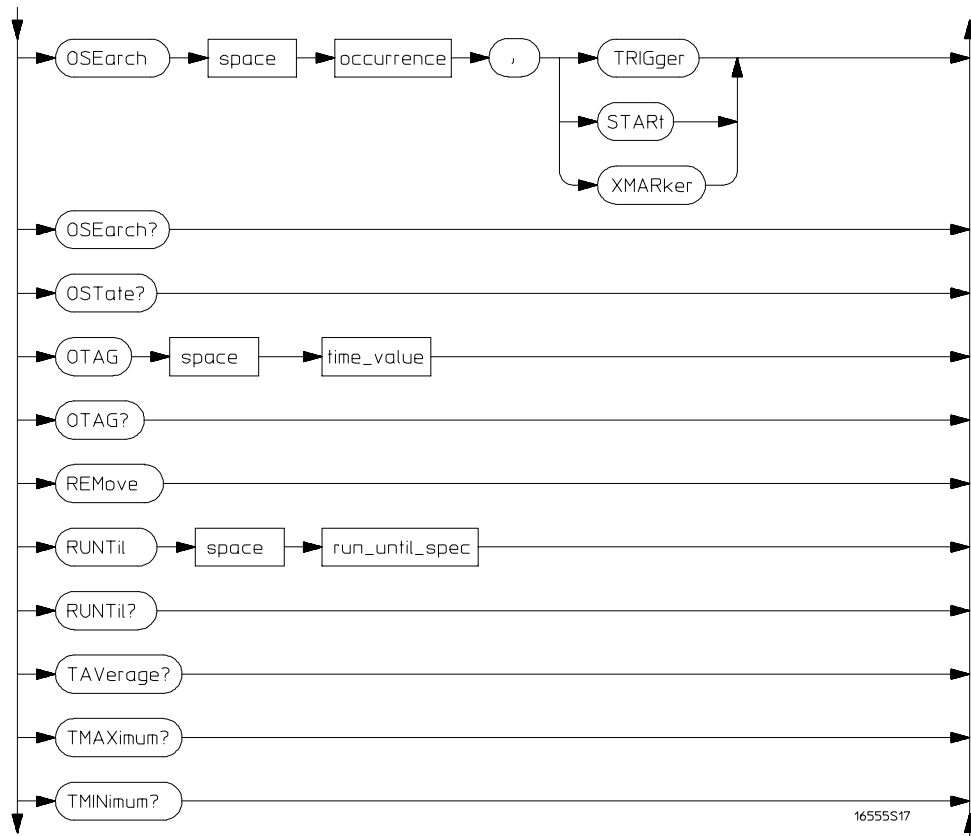 OSEarch space occurrence , TRIGger
STARt
XMARker
OSEarch?
OSTate?
OTAG space time_value
OTAG?
REMove
RUNTil space run_until_spec
RUNTil?
TAVerage?
TMAXimum?
TMINimum?
16555S17